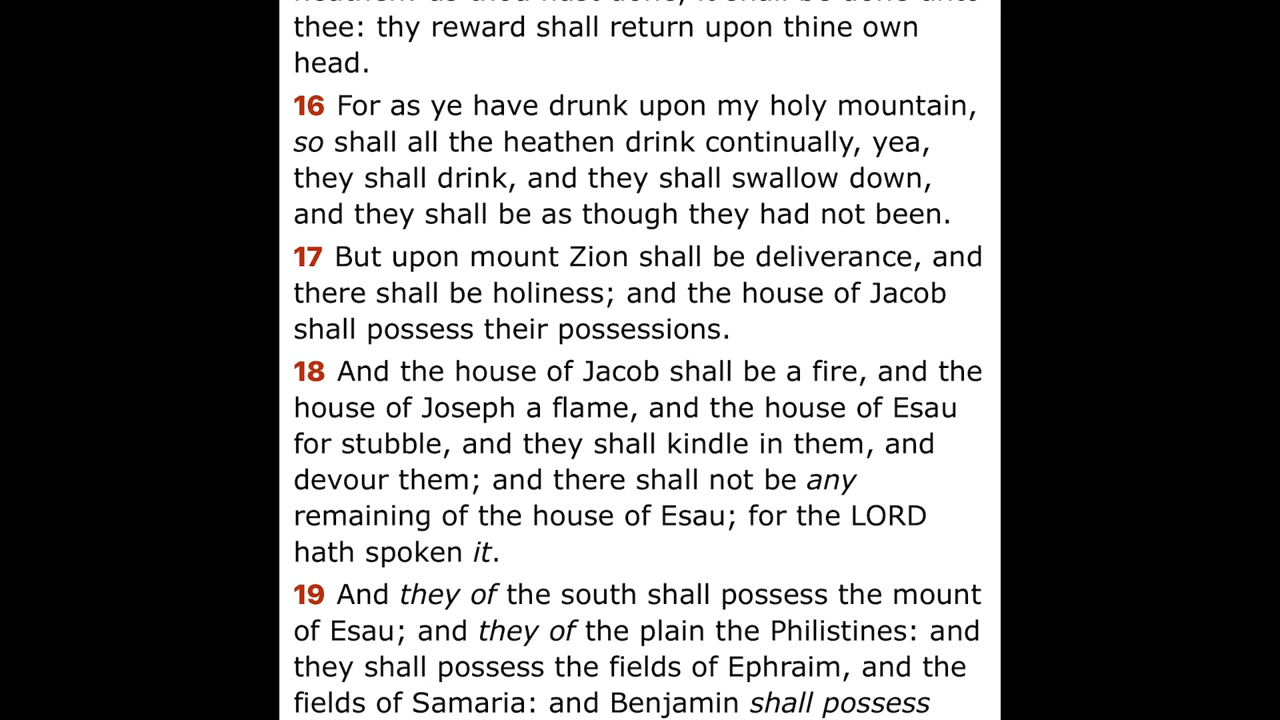 thee: thy reward shall return upon thine own
head.
16 For as ye have drunk upon my holy mountain,
so shall all the heathen drink continually, yea,
they shall drink, and they shall swallow down,
and they shall be as though they had not been.
17 But upon mount Zion shall be deliverance, and
there shall be holiness; and the house of Jacob
shall possess their possessions.
18 And the house of Jacob shall be a fire, and the
house of Joseph a flame, and the house of Esau
for stubble, and they shall kindle in them, and
devour them; and there shall not be any
remaining of the house of Esau; for the LORD
hath spoken it.
19 And they of the south shall possess the mount
of Esau; and they of the plain the Philistines: and
they shall possess the fields of Ephraim, and the
fields of Samaria: and Benjamin shall possess